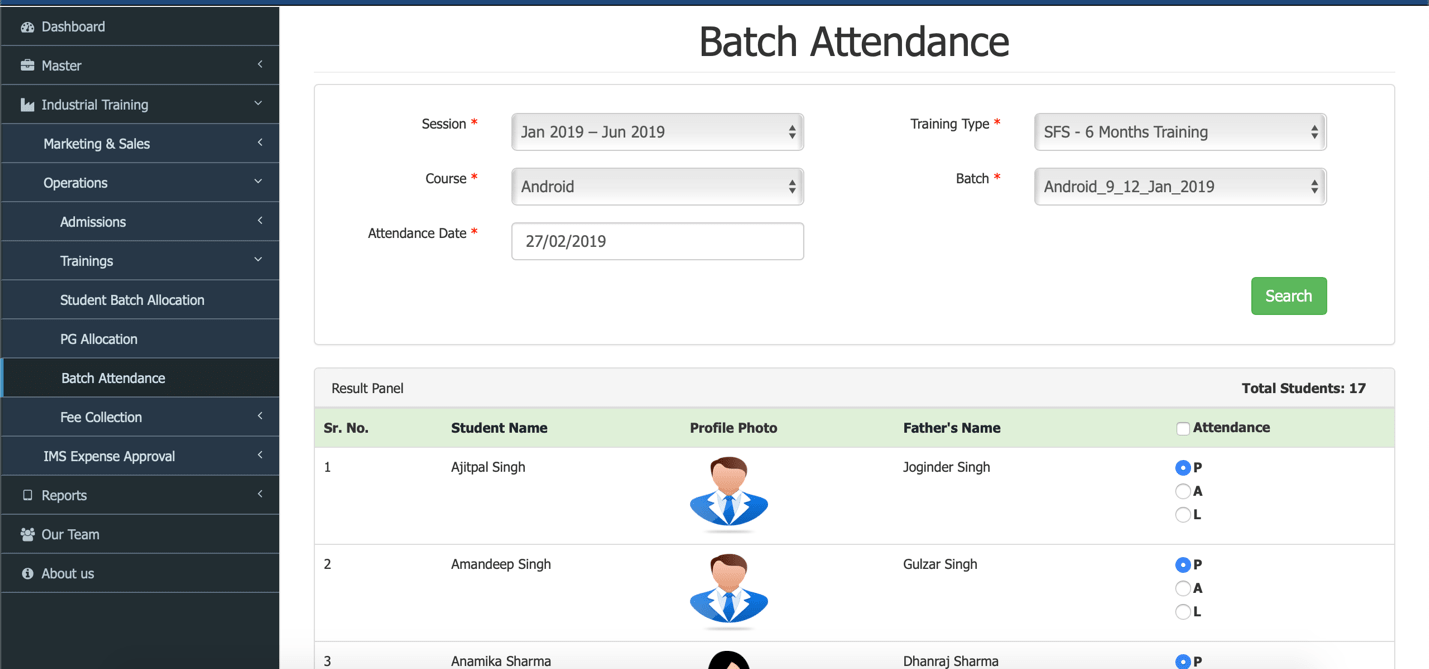 Dashboard
Master
Industrial Training
Marketing & Sales
Operations
Admissions
Trainings
Student Batch Allocation
PG Allocation
Batch Attendance
Fee Collection
IMS Expense Approval
Reports
Our Team
About us
Batch Attendance
Session * Jan 2019 – Jun 2019 Training Type * SFS - 6 Months Training
Course * Android Batch * Android_9_12_Jan_2019
Attendance Date * 27/02/2019
Search
Result Panel Total Students: 17
Sr. No. Student Name Profile Photo Father's Name Attendance
1 Ajitpal Singh Joginder Singh P
A
L
2 Amandeep Singh Gulzar Singh P
A
L
3 Anamika Sharma Dhanraj Sharma P